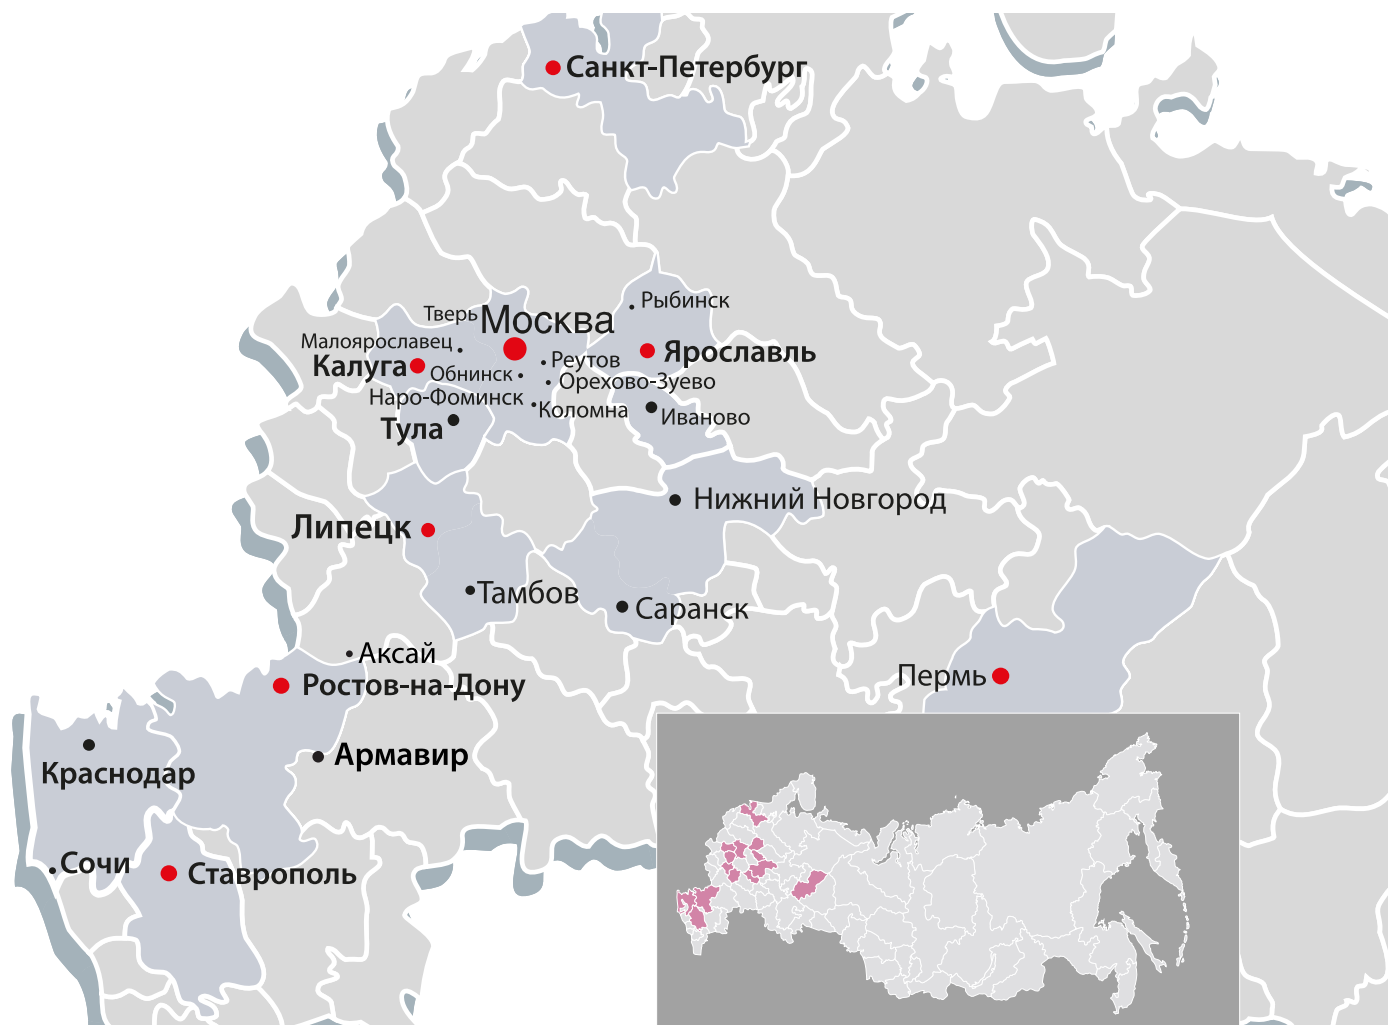 Санкт-Петербург
Рыбинск
Тверь
Москва
Малоярославец
Ярославль
Калуга
Реутов
Обнинск
Орехово-Зуево
Наро-Фоминск
Коломна
Иваново
Тула
Нижний Новгород
Липецк
Тамбов
Саранск
Аксай
Пермь
Ростов-на-Дону
Армавир
Краснодар
Сочи
Ставрополь